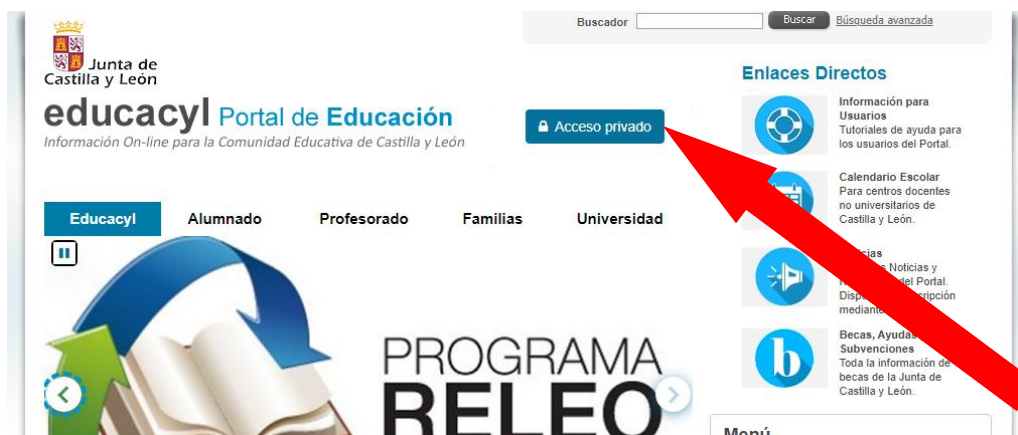 Buscador
Buscar
Búsqueda avanzada
Junta de
Castilla y León
educacyl Portal de Educación
Información On-line para la Comunidad Educativa de Castilla y León
Acceso privado
Educacyl
Alumnado
Profesorado
Familias
Universidad
PROGRAMA
RELEO
Enlaces Directos
Información para
Usuarios
Tutoriales de ayuda para
los usuarios del Portal.
Calendario Escolar
Para centros docentes
no universitarios de
Castilla y León.
Noticias y
del Portal.
mediante
Becas, Ayudas
Subvenciones
Toda la información de
becas de la Junta de
Castilla y León.
Menú